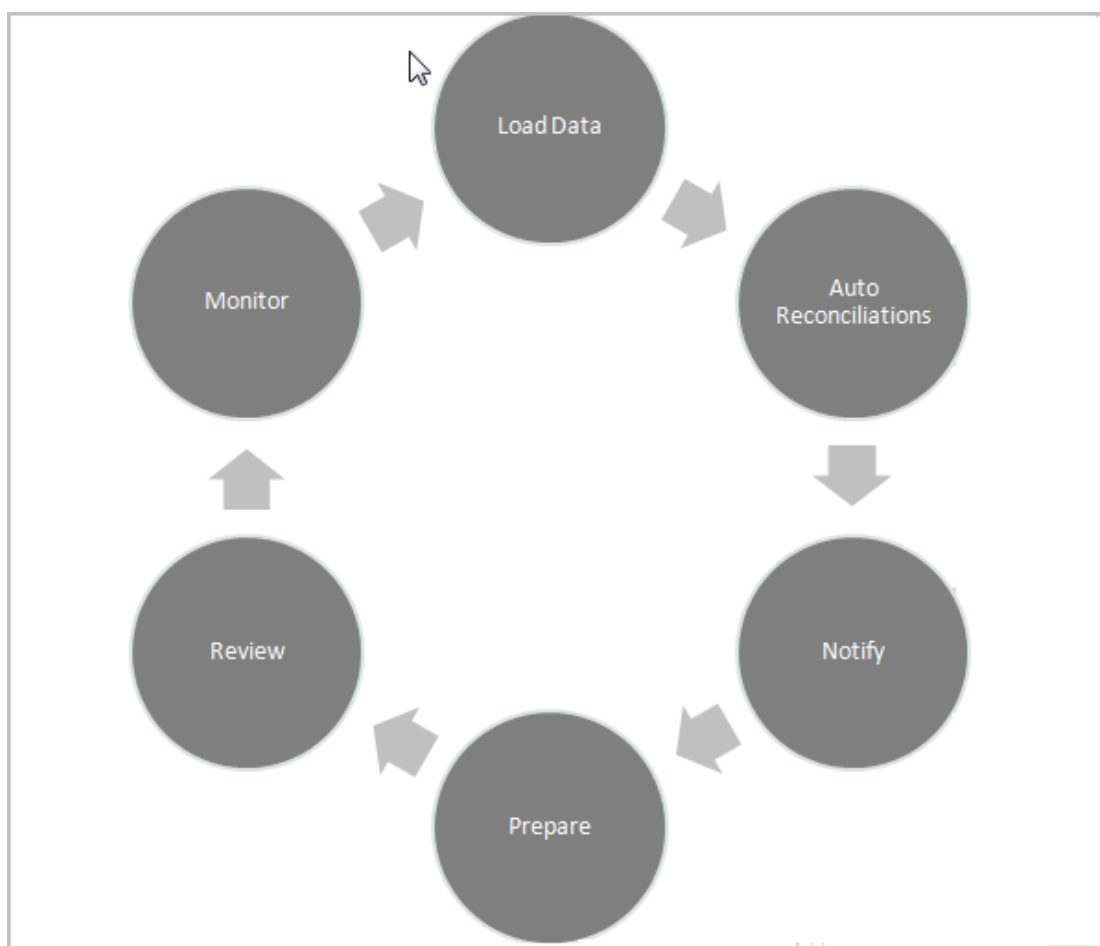 Load Data
Auto
Reconciliations
Notify
Prepare
Review
Monitor